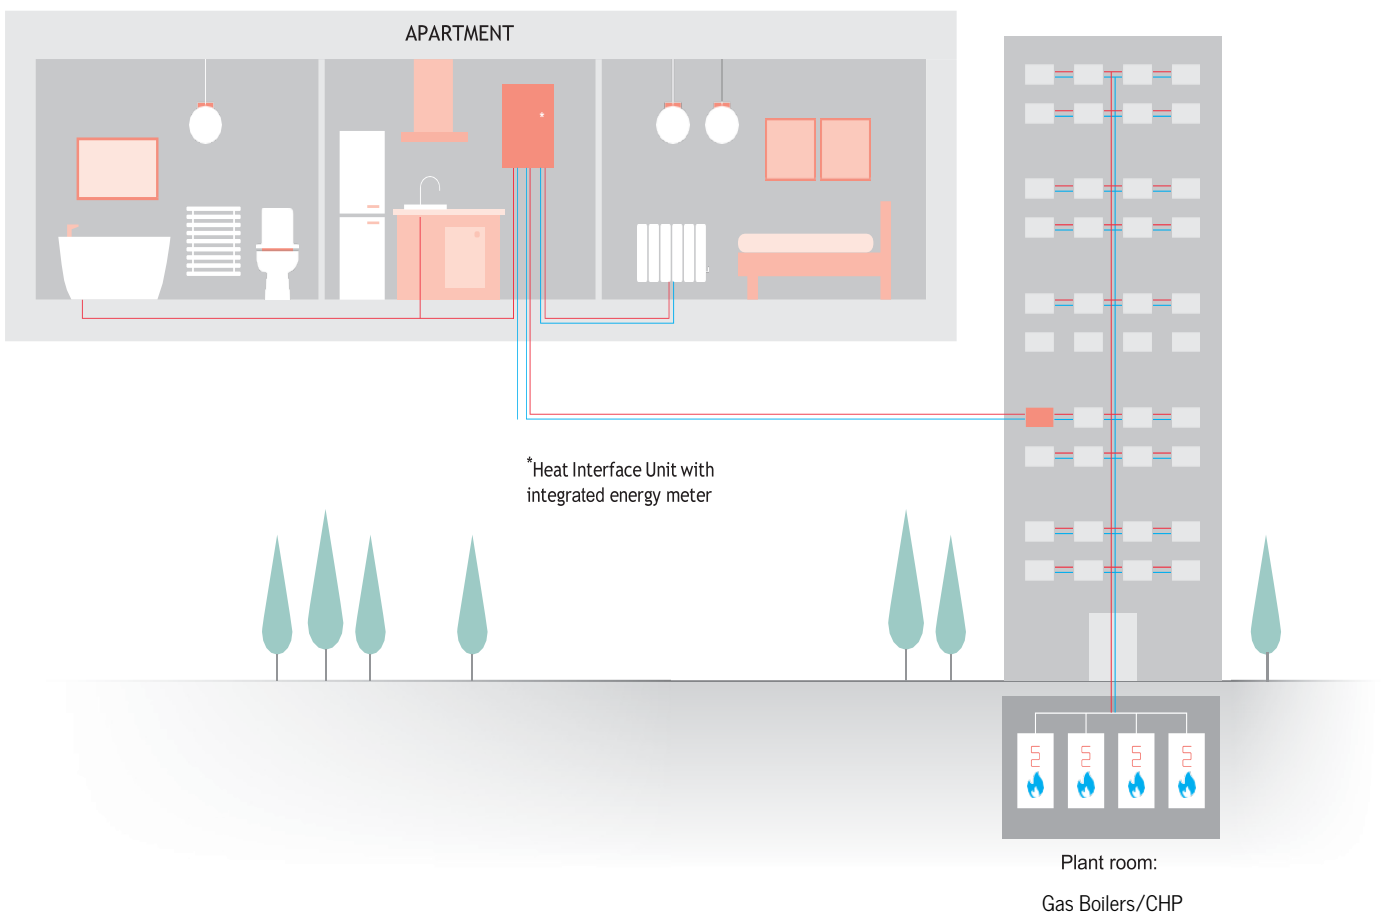 APARTMENT
*
*Heat Interface Unit with
integrated energy meter
Plant room:
Gas Boilers/CHP